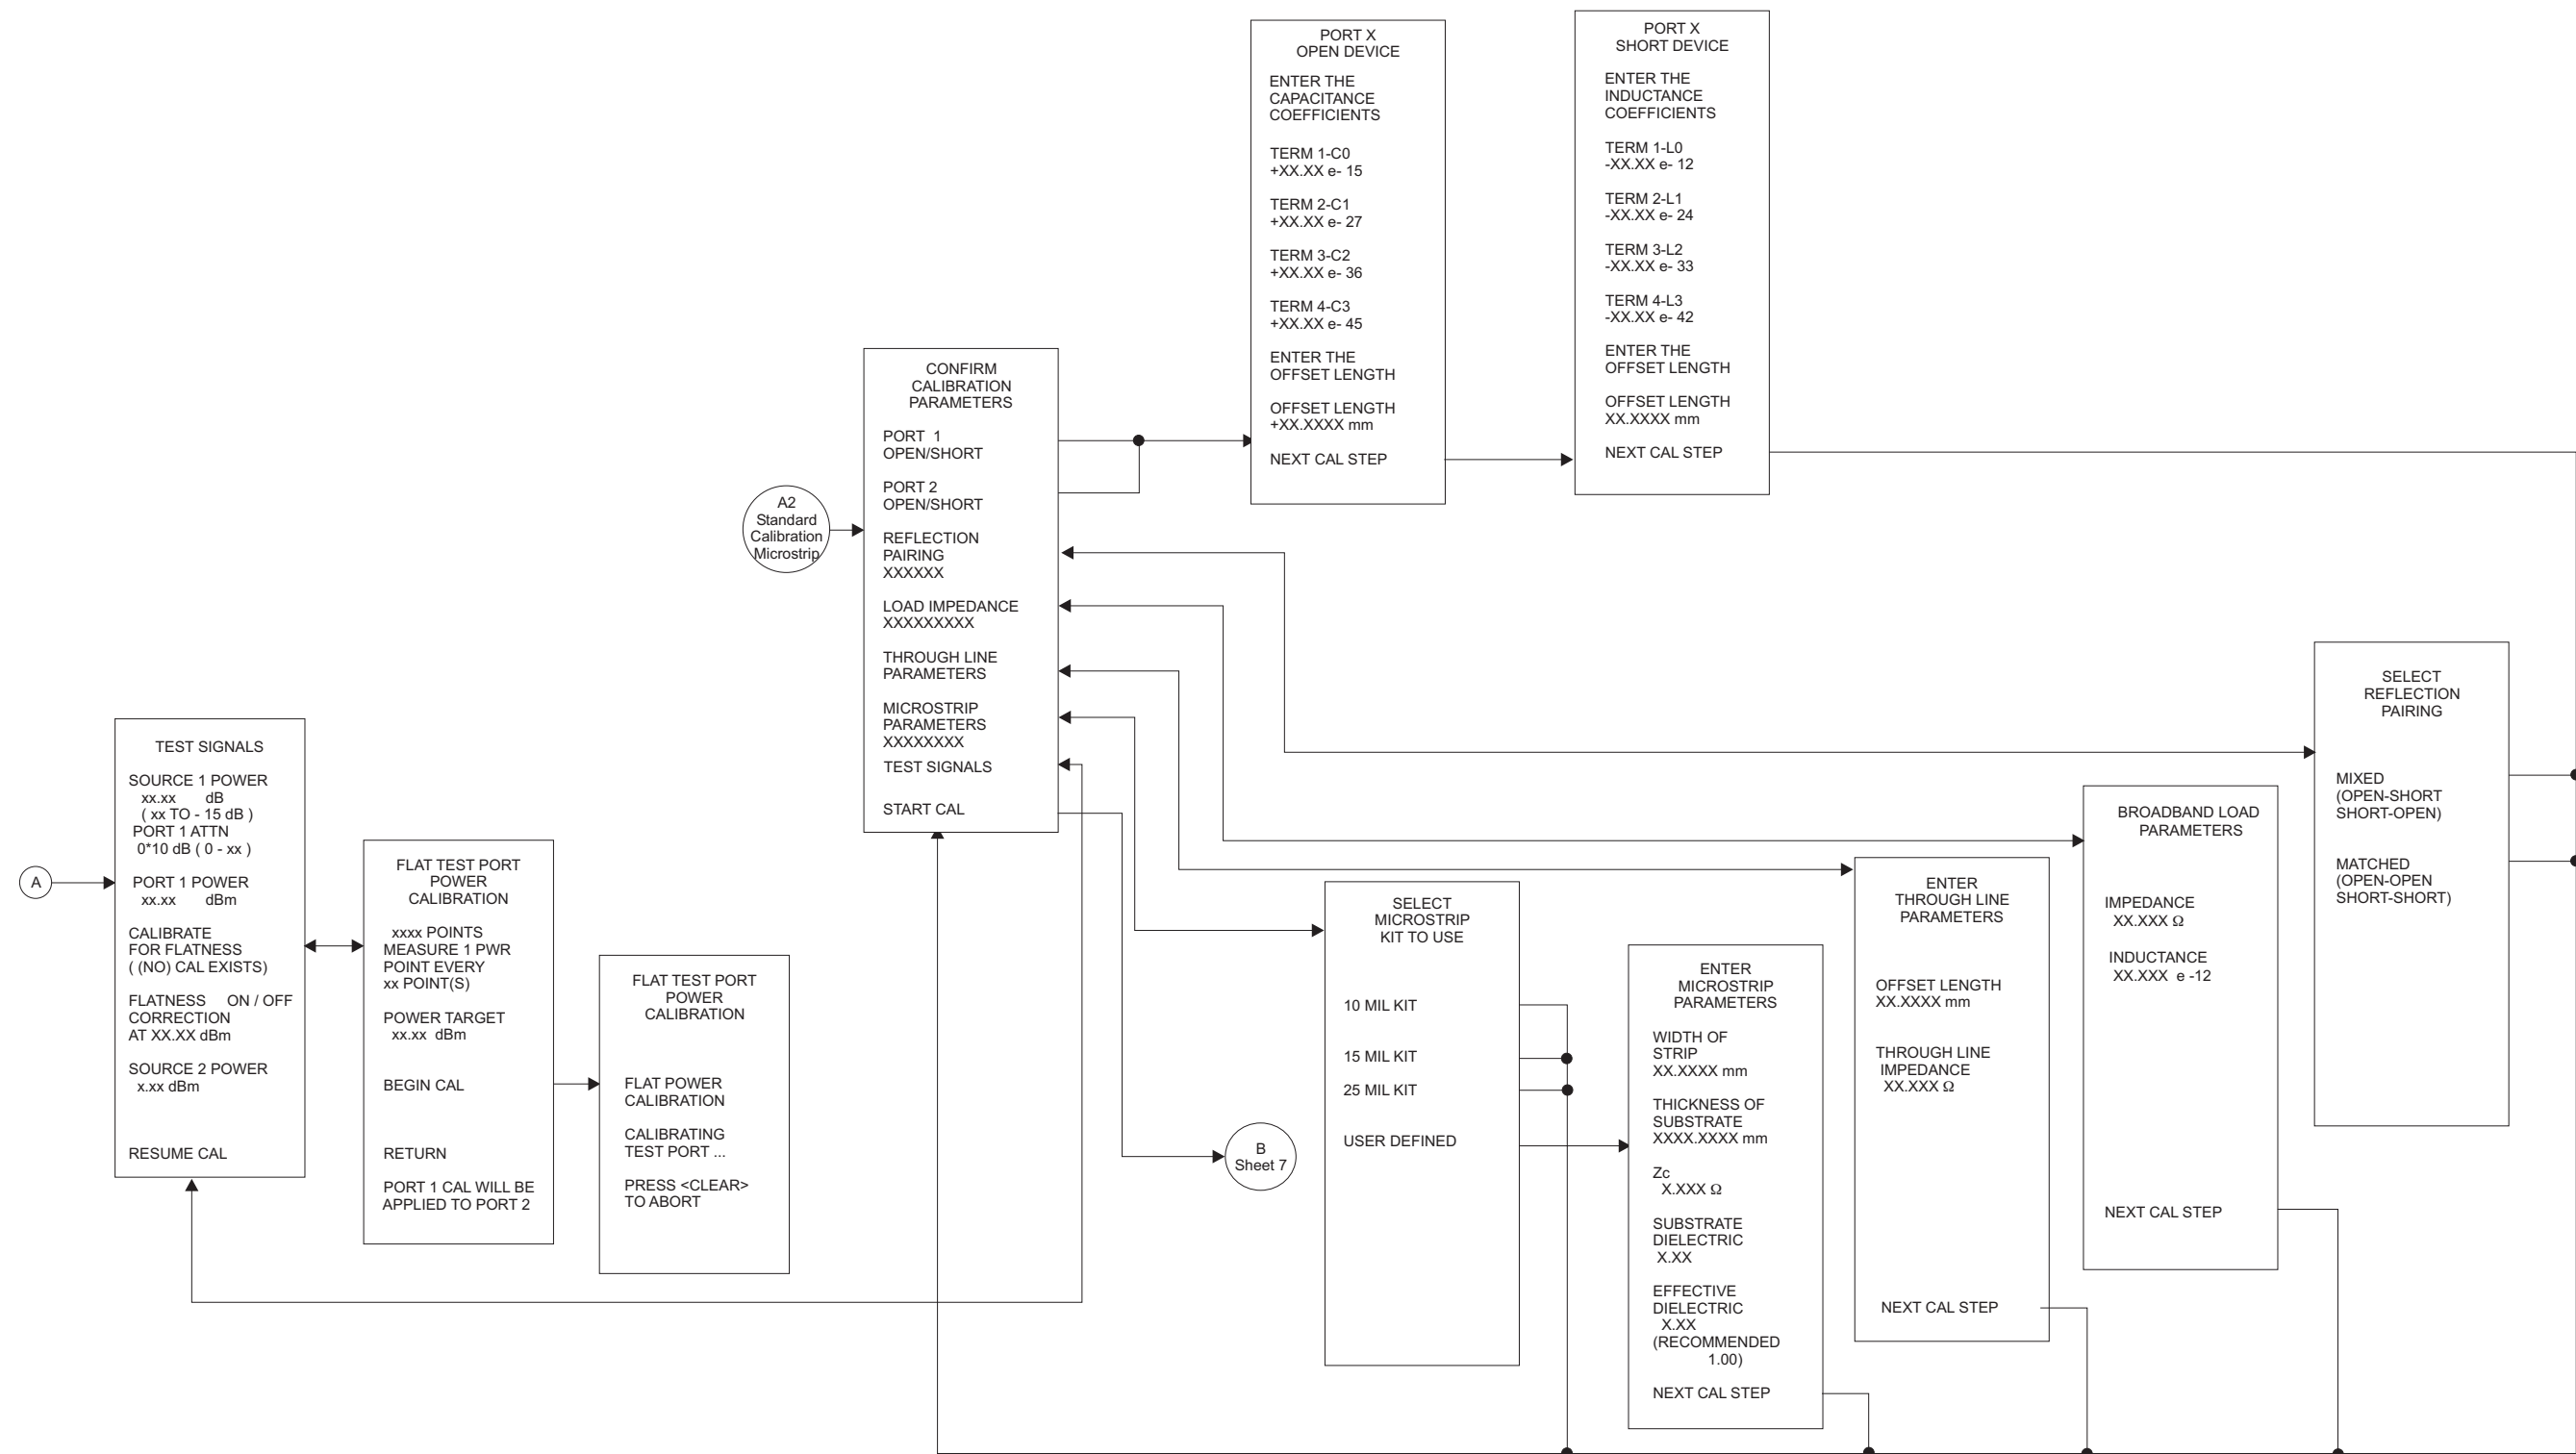 PORT X
OPEN DEVICE
ENTER THE
CAPACITANCE
COEFFICIENTS
TERM 1-C0
+XX.XX e- 15
TERM 2-C1
+XX.XX e- 27
TERM 3-C2
+XX.XX e- 36
TERM 4-C3
+XX.XX e- 45
ENTER THE
OFFSET LENGTH
OFFSET LENGTH
+XX.XXXX mm
NEXT CAL STEP
PORT X
SHORT DEVICE
ENTER THE
INDUCTANCE
COEFFICIENTS
TERM 1-L0
-XX.XX e- 12
TERM 2-L1
-XX.XX e- 24
TERM 3-L2
-XX.XX e- 33
TERM 4-L3
-XX.XX e- 42
ENTER THE
OFFSET LENGTH
OFFSET LENGTH
XX.XXXX mm
NEXT CAL STEP
A2
Standard
Calibration
Microstrip
CONFIRM
CALIBRATION
PARAMETERS
PORT 1
OPEN/SHORT
PORT 2
OPEN/SHORT
REFLECTION
PAIRING
XXXXXX
LOAD IMPEDANCE
XXXXXXXXX
THROUGH LINE
PARAMETERS
MICROSTRIP
PARAMETERS
XXXXXXXX
TEST SIGNALS
START CAL
A
TEST SIGNALS
SOURCE 1 POWER
xx.xx dB
( xx TO - 15 dB )
PORT 1 ATTN
0*10 dB ( 0 - xx )
PORT 1 POWER
xx.xx dBm
CALIBRATE
FOR FLATNESS
( (NO) CAL EXISTS)
FLATNESS ON / OFF
CORRECTION
AT XX.XX dBm
SOURCE 2 POWER
x.xx dBm
RESUME CAL
FLAT TEST PORT
POWER
CALIBRATION
xxxx POINTS
MEASURE 1 PWR
POINT EVERY
xx POINT(S)
POWER TARGET
xx.xx dBm
BEGIN CAL
RETURN
PORT 1 CAL WILL BE
APPLIED TO PORT 2
FLAT TEST PORT
POWER
CALIBRATION
FLAT POWER
CALIBRATION
CALIBRATING
TEST PORT ...
PRESS <CLEAR>
TO ABORT
B
Sheet 7
SELECT
MICROSTRIP
KIT TO USE
10 MIL KIT
15 MIL KIT
25 MIL KIT
USER DEFINED
ENTER
MICROSTRIP
PARAMETERS
WIDTH OF
STRIP
XX.XXXX mm
THICKNESS OF
SUBSTRATE
XXXX.XXXX mm
Zc
X.XXX Ω
SUBSTRATE
DIELECTRIC
X.XX
EFFECTIVE
DIELECTRIC
X.XX
(RECOMMENDED
1.00)
NEXT CAL STEP
ENTER
THROUGH LINE
PARAMETERS
OFFSET LENGTH
XX.XXXX mm
THROUGH LINE
IMPEDANCE
XX.XXX Ω
NEXT CAL STEP
BROADBAND LOAD
PARAMETERS
IMPEDANCE
XX.XXX Ω
INDUCTANCE
XX.XXX e -12
NEXT CAL STEP
SELECT
REFLECTION
PAIRING
MIXED
(OPEN-SHORT
SHORT-OPEN)
MATCHED
(OPEN-OPEN
SHORT-SHORT)